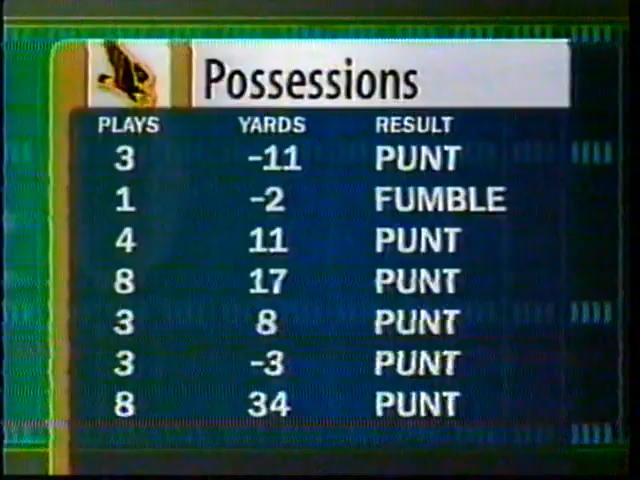 Possessions
PLAYS YARDS RESULT
3 -11 PUNT
1 -2 FUMBLE
4 11 PUNT
8 17 PUNT
3 8 PUNT
3 -3 PUNT
8 34 PUNT